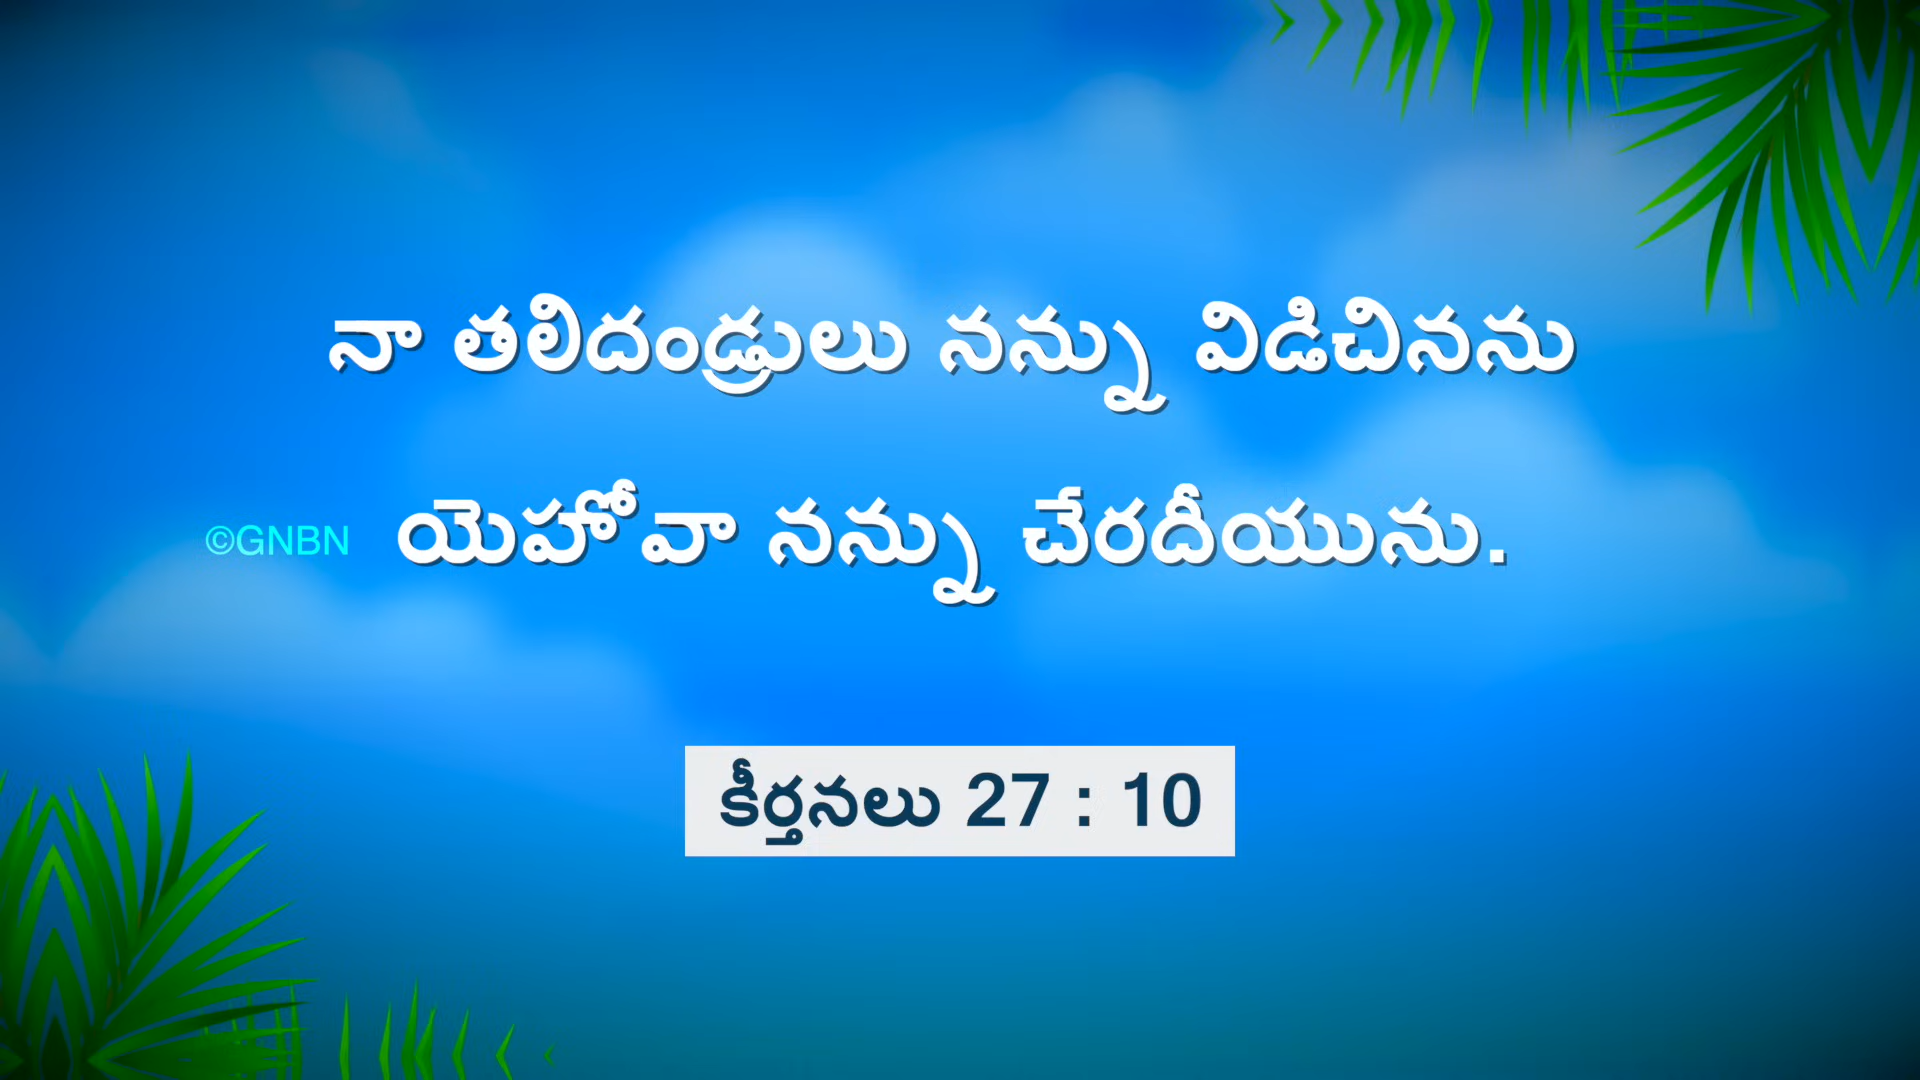 నా తలిదండ్రులు నన్ను విడిచినను
యెహోవా నన్ను చేరదీయును.
©GNBN
కీర్తనలు 27 : 10